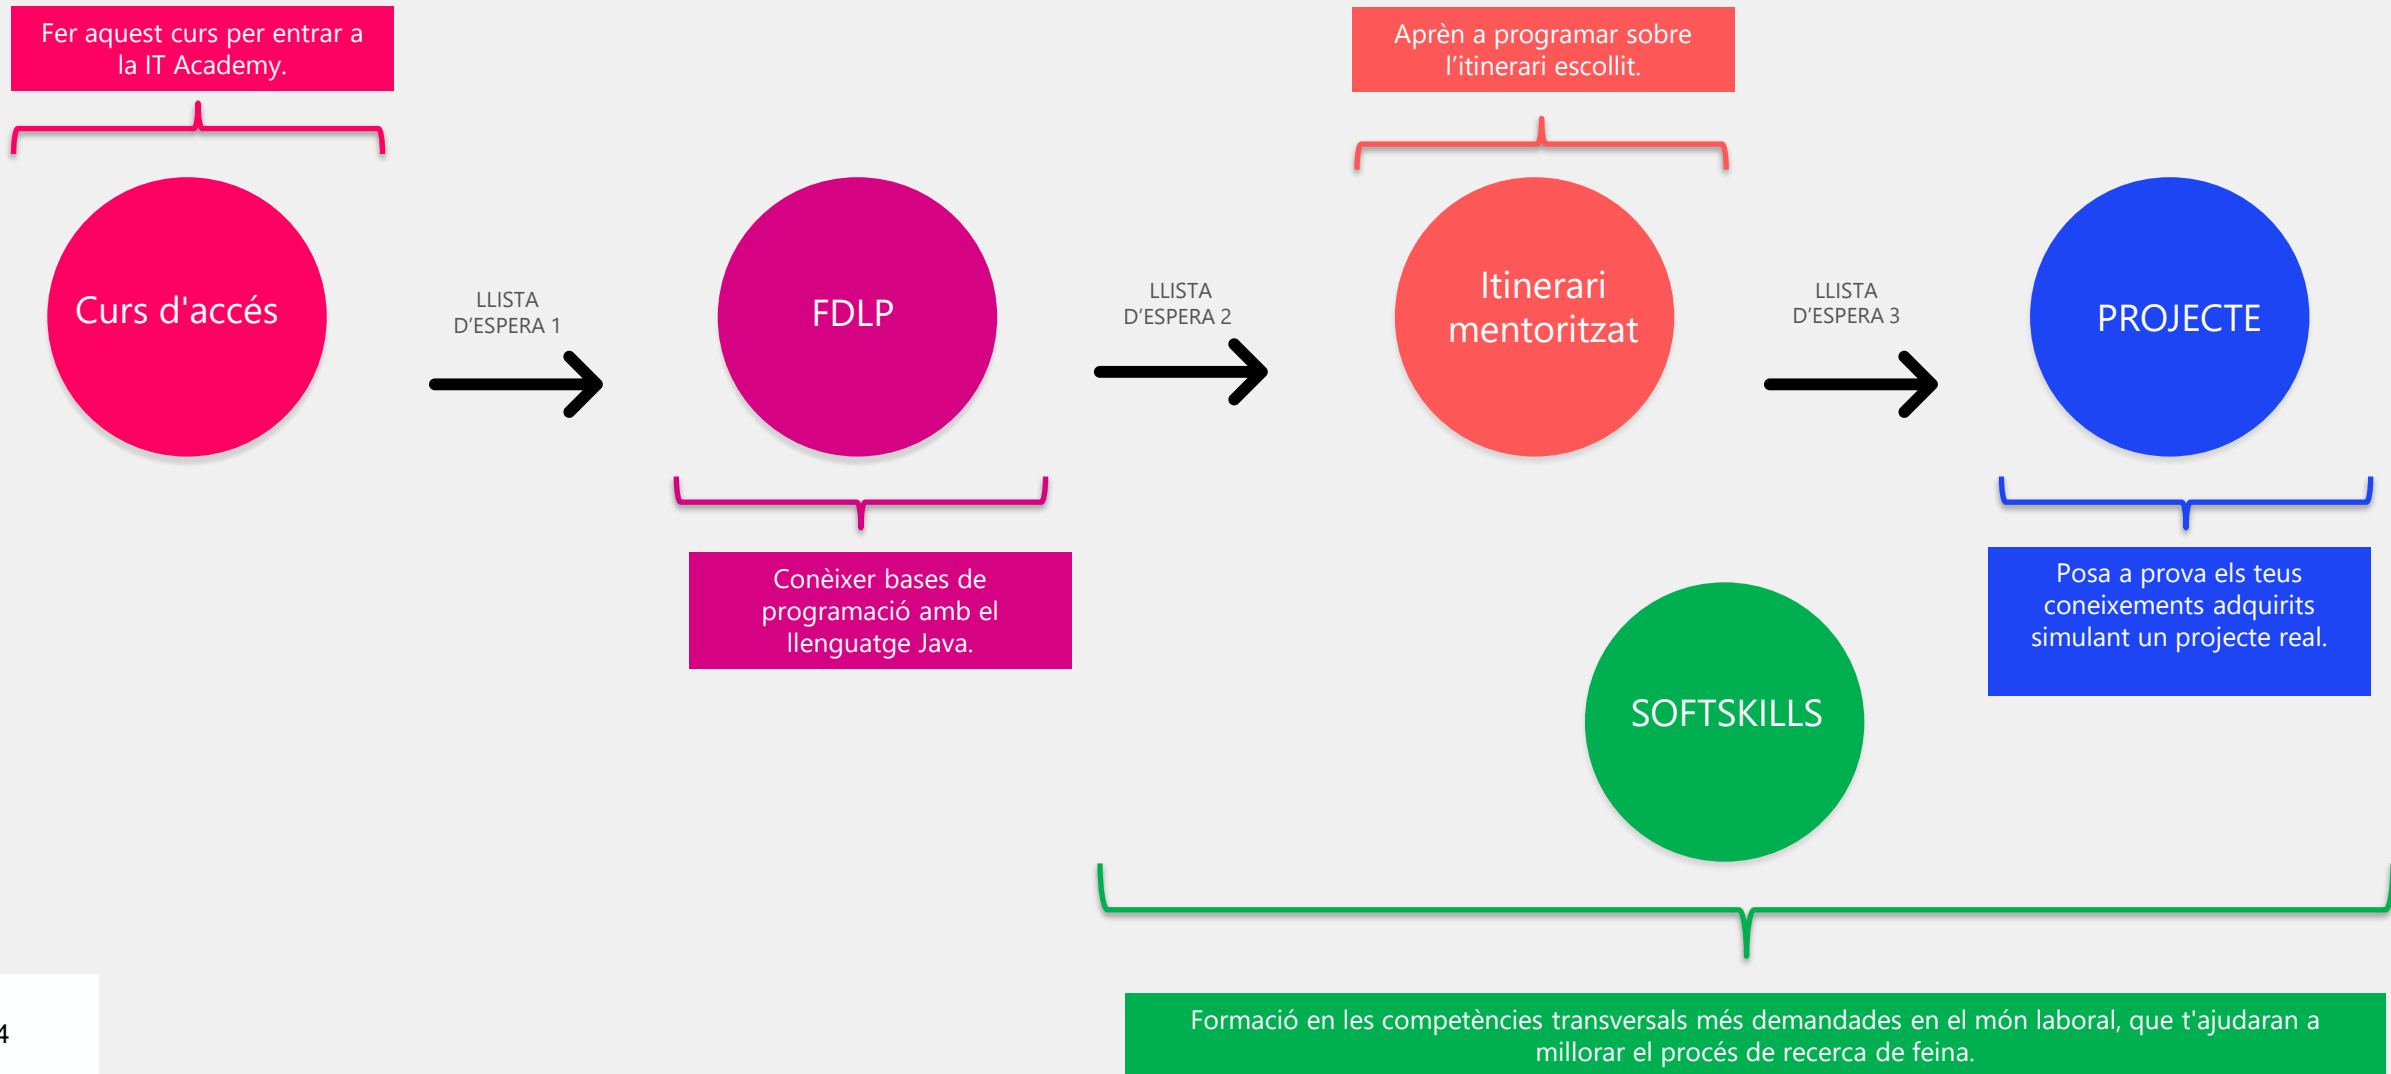 Fer aquest curs per entrar a
la IT Academy.
Aprèn a programar sobre
l’itinerari escollit.
Curs d'accés
LLISTA
D’ESPERA 1
FDLP
LLISTA
D’ESPERA 2
Itinerari
mentoritzat
LLISTA
D’ESPERA 3
PROJECTE
Conèixer bases de
programació amb el
llenguatge Java.
Posa a prova els teus
coneixements adquirits
simulant un projecte real.
SOFTSKILLS
Formació en les competències transversals més demandades en el món laboral, que t'ajudaran a
millorar el procés de recerca de feina.
4